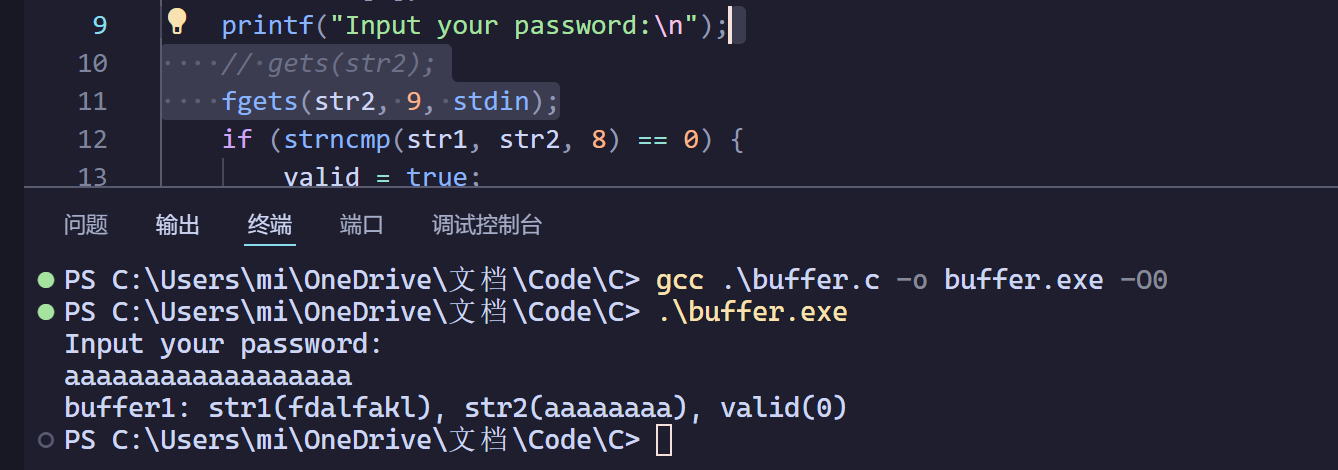 9 printf("Input your password:\n");
10 // gets(str2);
11 fgets(str2, 9, stdin);
12 if (strncmp(str1, str2, 8) == 0) {
13 valid = true;
问题 输出 终端 端口 调试控制台
PS C:\Users\mi\OneDrive\文档\Code\C> gcc .\buffer.c -o buffer.exe -O0
PS C:\Users\mi\OneDrive\文档\Code\C> .\buffer.exe
Input your password:
aaaaaaaaaaaaaaaaaa
buffer1: str1(fdalfakl), str2(aaaaaaaa), valid(0)
PS C:\Users\mi\OneDrive\文档\Code\C>